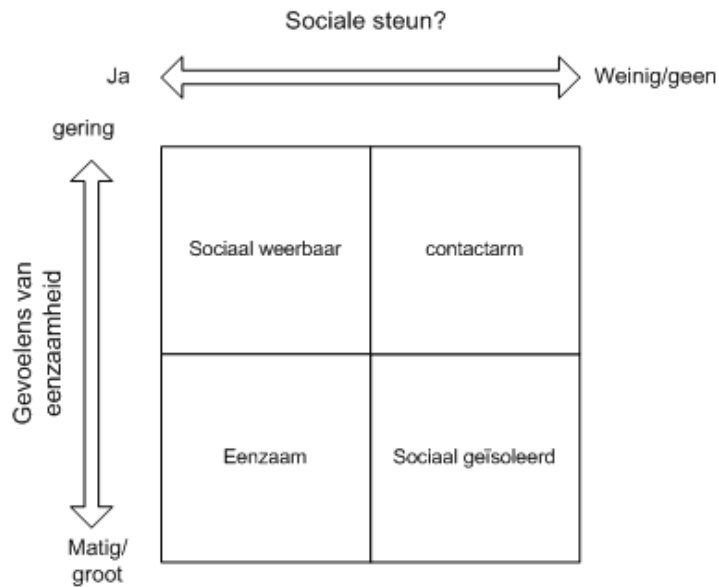 Sociale steun?
Ja
Weinig/geen
gering
Gevoelens van
eenzaamheid
Sociaal weerbaar
contactarm
Eenzaam
Sociaal geïsoleerd
Matig/
groot